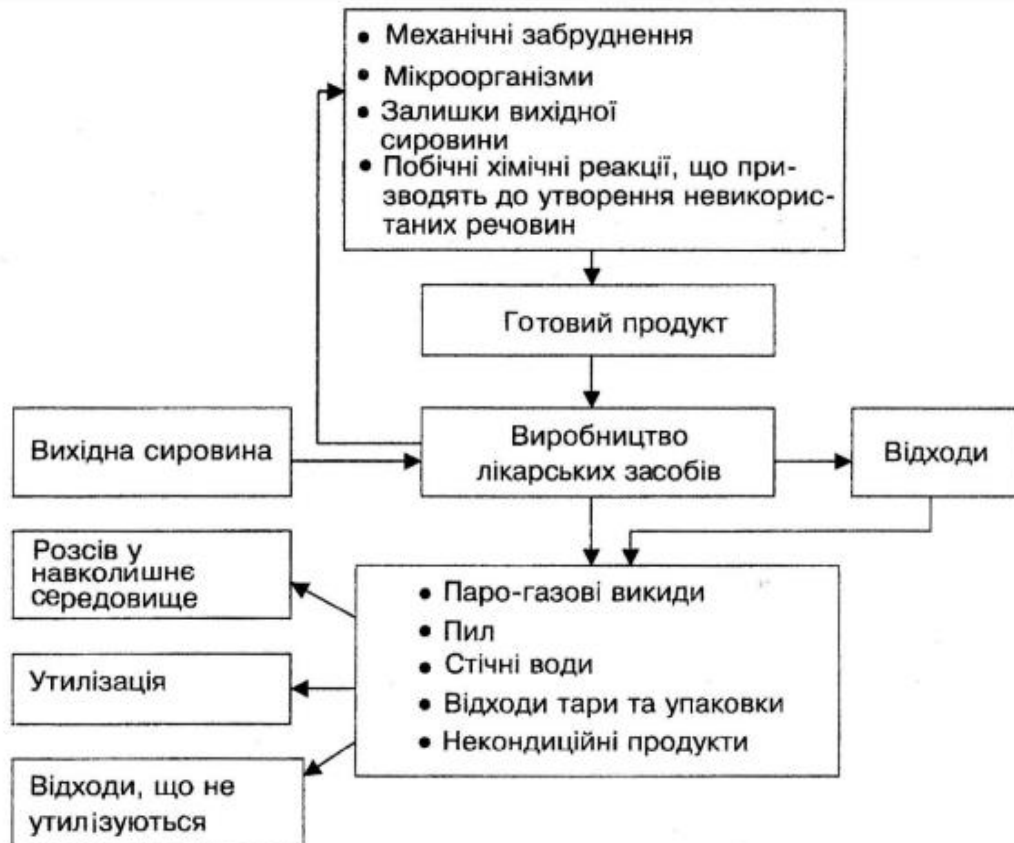 • Механічні забруднення
• Мікроорганізми
• Залишки вихідної
сировини
• Побічні хімічні реакції, що при-
зводять до утворення невикорис-
таних речовин
Готовий продукт
Вихідна сировина
Виробництво
лікарських засобів
Відходи
Розсів у
навколишнє
середовище
Утилізація
Відходи, що не
утилізуються
• Паро-газові викиди
• Пил
• Стічні води
• Відходи тари та упаковки
• Некондиційні продукти